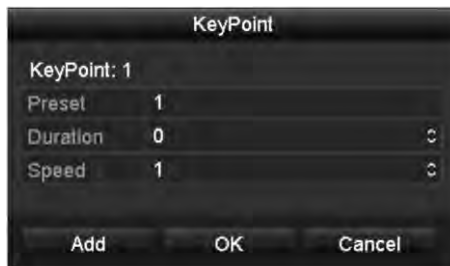 KeyPoint
KeyPoint: 1
Preset 1
Duration 0
Speed 1
Add OK Cancel